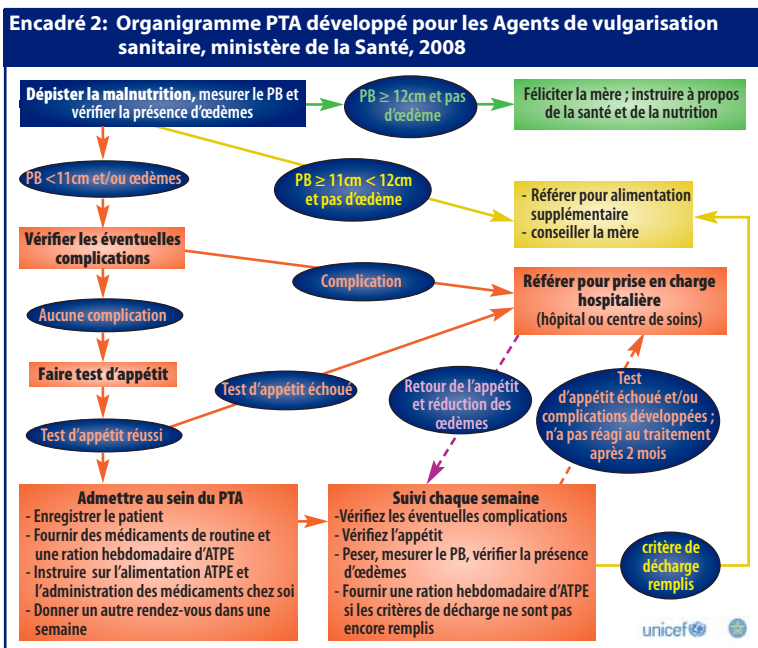 Encadré 2: Organigramme PTA développé pour les Agents de vulgarisation
sanitaire, ministère de la Santé, 2008
Dépister la malnutrition, mesurer le PB et
vérifier la présence d'œdèmes
PB ≥ 12cm et pas
d'œdème
Féliciter la mère ; instruire à propos
de la santé et de la nutrition
PB <11cm et/ou œdèmes
PB ≥ 11cm < 12cm
et pas d'œdème
- Référer pour alimentation
supplémentaire
- conseiller la mère
Vérifier les éventuelles
complications
Complication
Référer pour prise en charge
hospitalière
(hôpital ou centre de soins)
Aucune complication
Faire test d'appétit
Test d'appétit échoué
Retour de l'appétit
et réduction des
œdèmes
Test
d'appétit échoué et/ou
complications développées ;
n'a pas réagi au traitement
après 2 mois
Test d'appétit réussi
Admettre au sein du PTA
- Enregistrer le patient
- Fournir des médicaments de routine et
une ration hebdomadaire d'ATPE
- Instruire sur l'alimentation ATPE et
l'administration des médicaments chez soi
- Donner un autre rendez-vous dans une
semaine
Suivi chaque semaine
-Vérifiez les éventuelles complications
- Vérifiez l'appétit
- Peser, mesurer le PB, vérifier la présence
d'œdèmes
- Fournir une ration hebdomadaire d'ATPE
si les critères de décharge ne sont pas
encore remplis
critère de
décharge
remplis
unicef